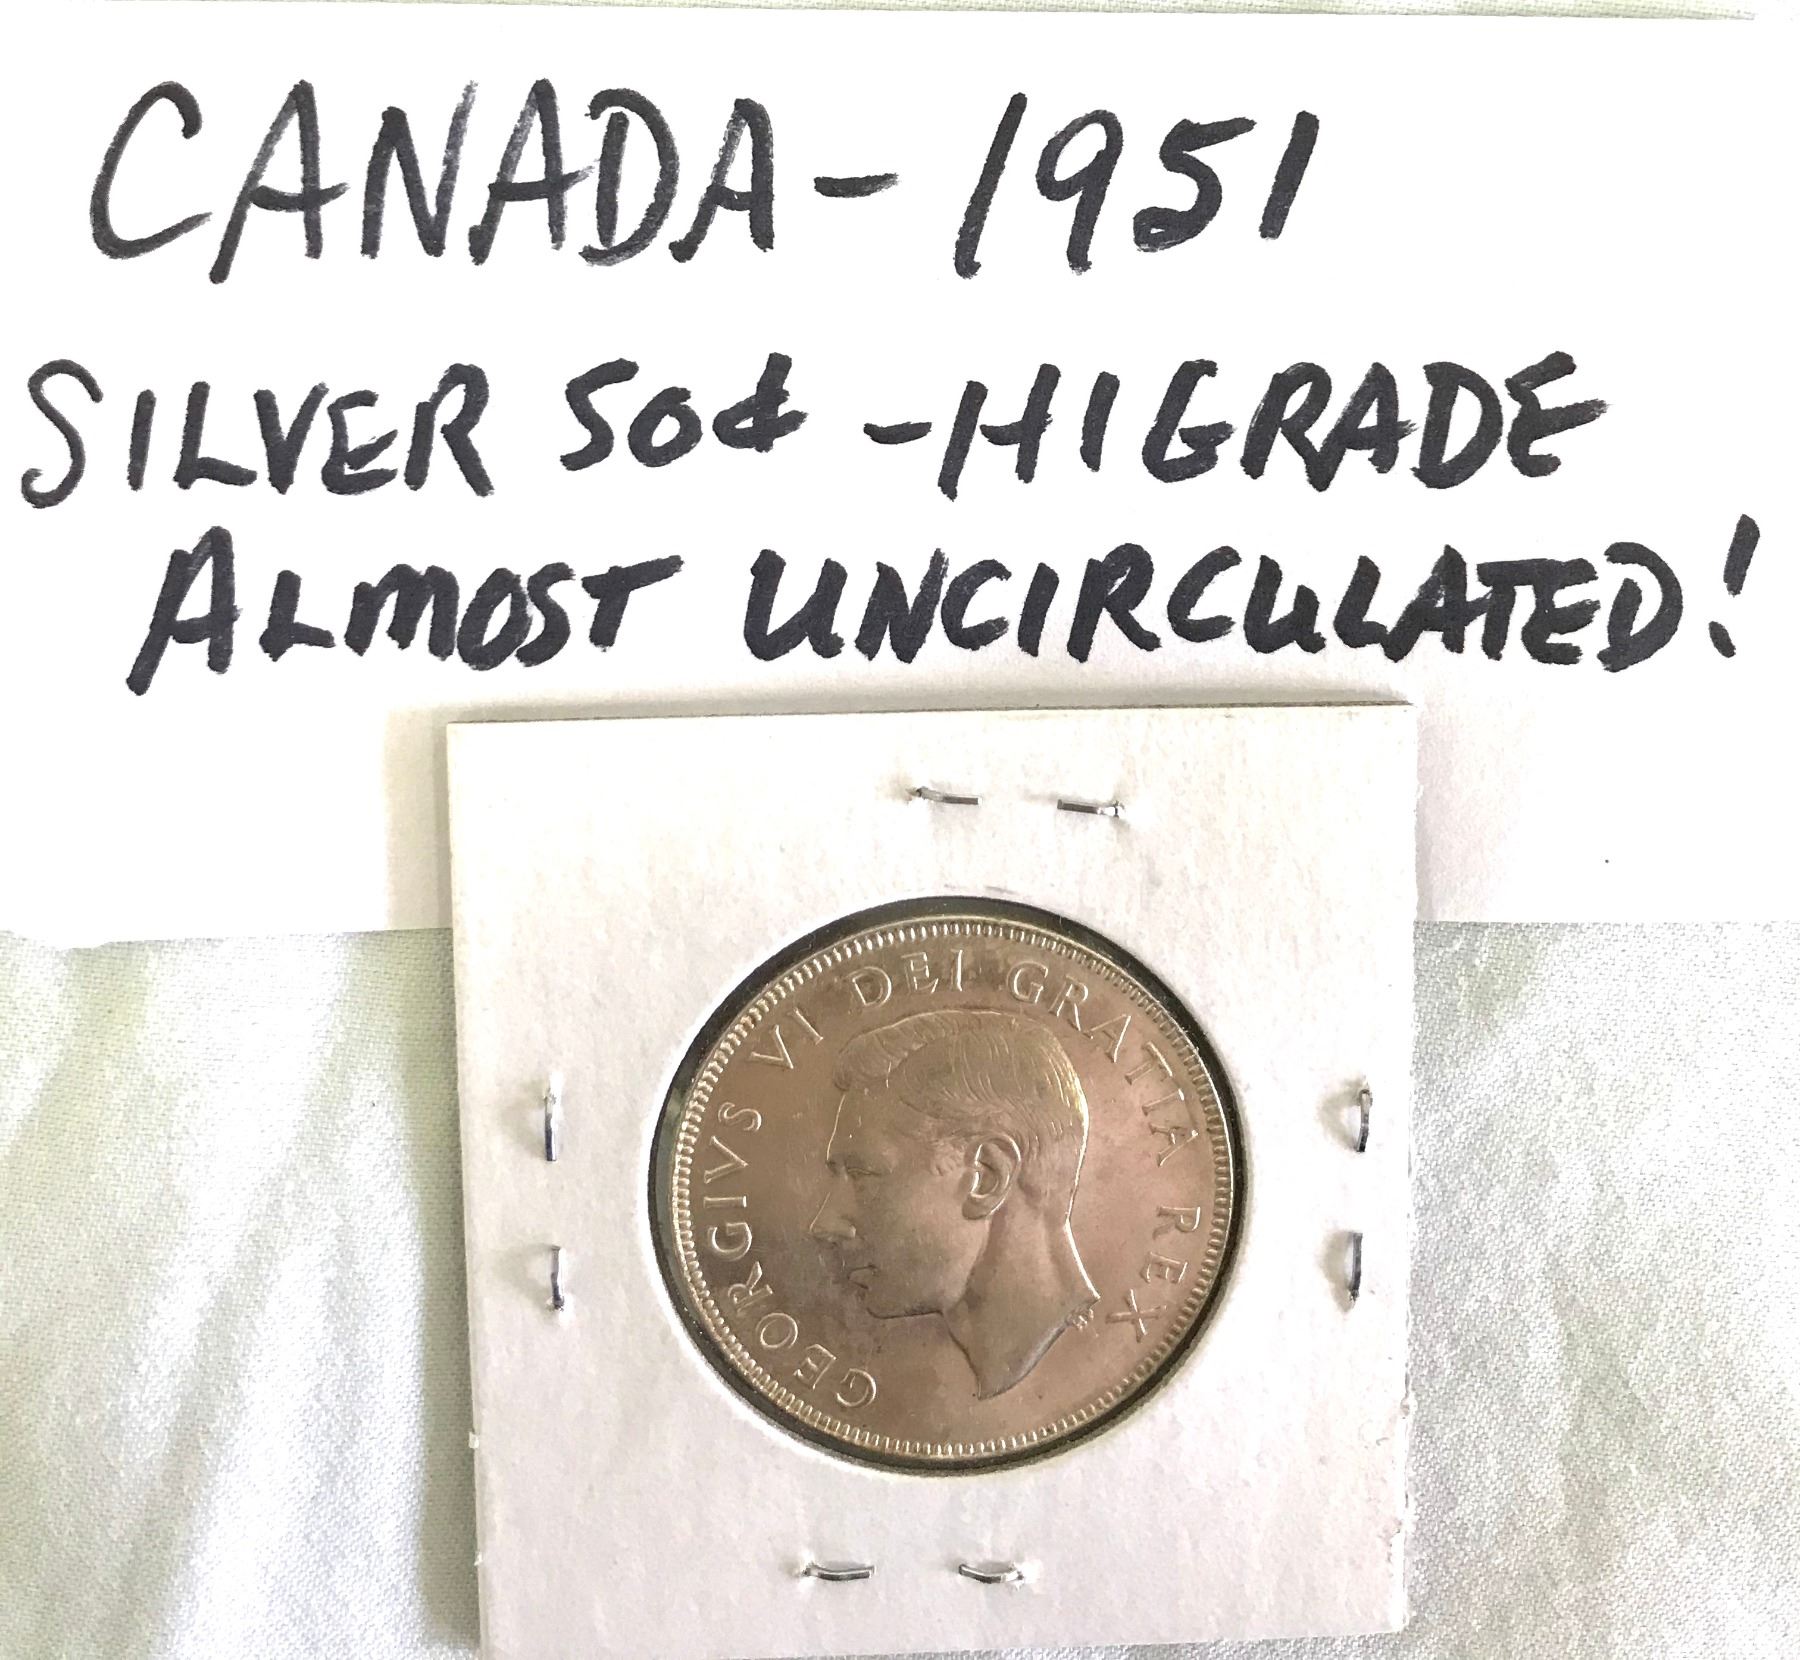 CANADA - 1951
SILVER 50¢ - HIGRADE
ALMOST UNCIRCULATED!
GEORGIVS VI DEI GRATIA REX